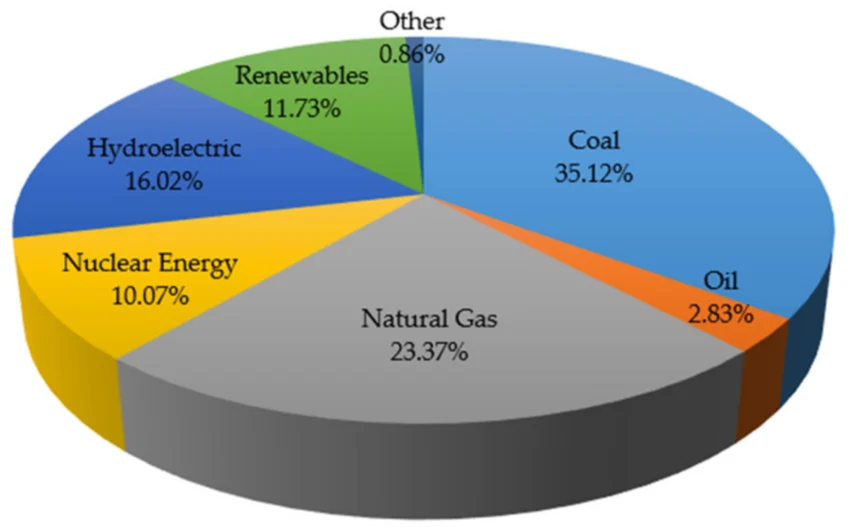 Other
0.86%
Renewables
11.73%
Coal
35.12%
Hydroelectric
16.02%
Nuclear Energy
10.07%
Oil
2.83%
Natural Gas
23.37%